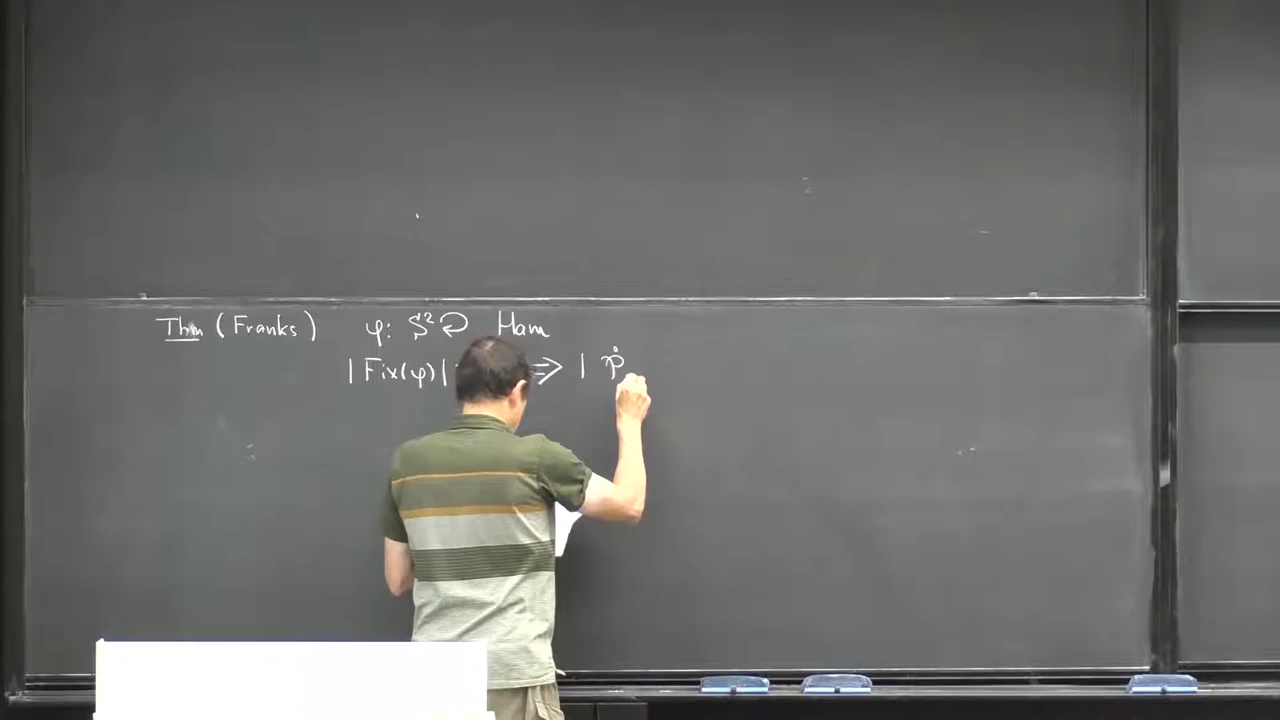 Thm (Franks) φ: S² ⮌ Ham
|Fix(φ)| ⇒ |